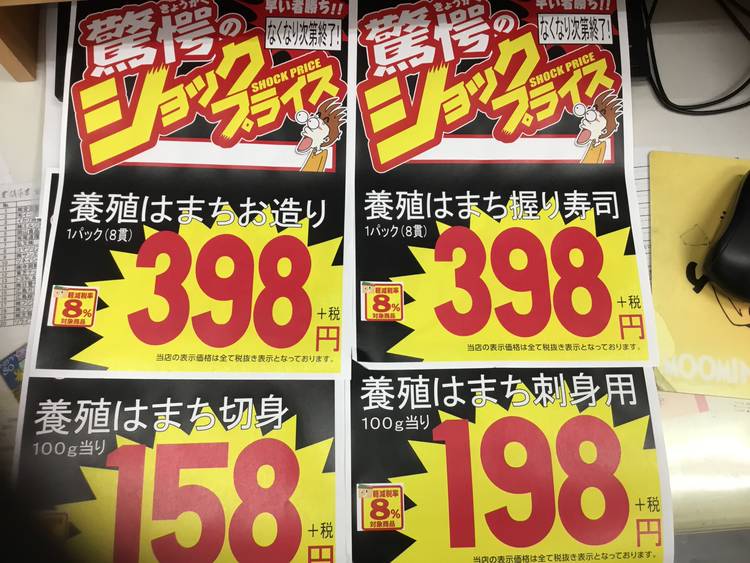 きょうがく
驚愕の
早い者勝ち!!
なくなり次第終了!
ショック
SHOCK PRICE
プライス
養殖はまちお造り
1パック(8貫)
398
+税
円
軽減税率
8%
対象商品
当店の表示価格は全て税抜き表示となっております。
きょうがく
驚愕の
早い者勝ち!!
なくなり次第終了!
ショック
SHOCK PRICE
プライス
養殖はまち握り寿司
1パック(8貫)
398
+税
円
軽減税率
8%
対象商品
当店の表示価格は全て税抜き表示となっております。
養殖はまち切身
100g当り
158
+税
円
養殖はまち刺身用
100g当り
198
+税
円
軽減税率
8%
対象商品
当店の表示価格は全て税抜き表示となっております。
MOOMIN